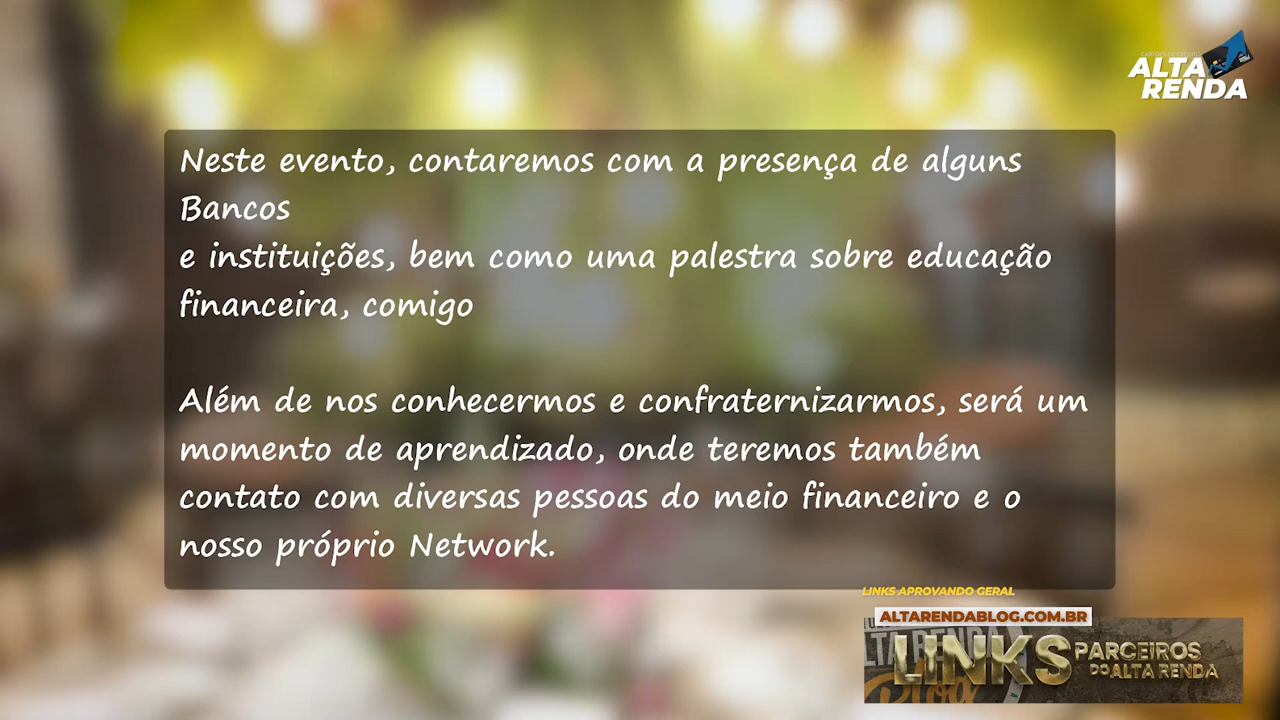 ALTA
RENDA
Neste evento, contaremos com a presença de alguns
Bancos
e instituições, bem como uma palestra sobre educação
financeira, comigo
Além de nos conhecermos e confraternizarmos, será um
momento de aprendizado, onde teremos também
contato com diversas pessoas do meio financeiro e o
nosso próprio Network.
LINKS APROVANDO GERAL
ALTARENDABLOG.COM.BR
LINKS PARCEIROS
DO ALTA RENDA
Blog